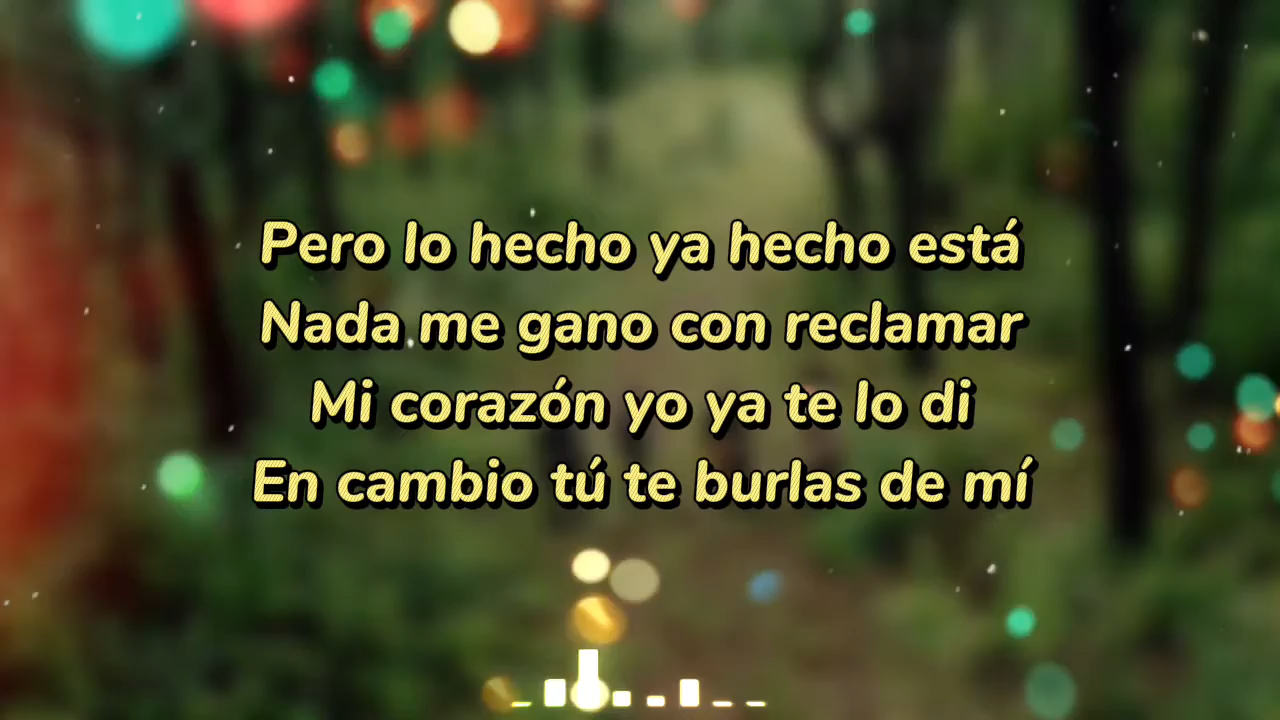 Pero lo hecho ya hecho está
Nada me gano con reclamar
Mi corazón yo ya te lo di
En cambio tú te burlas de mí